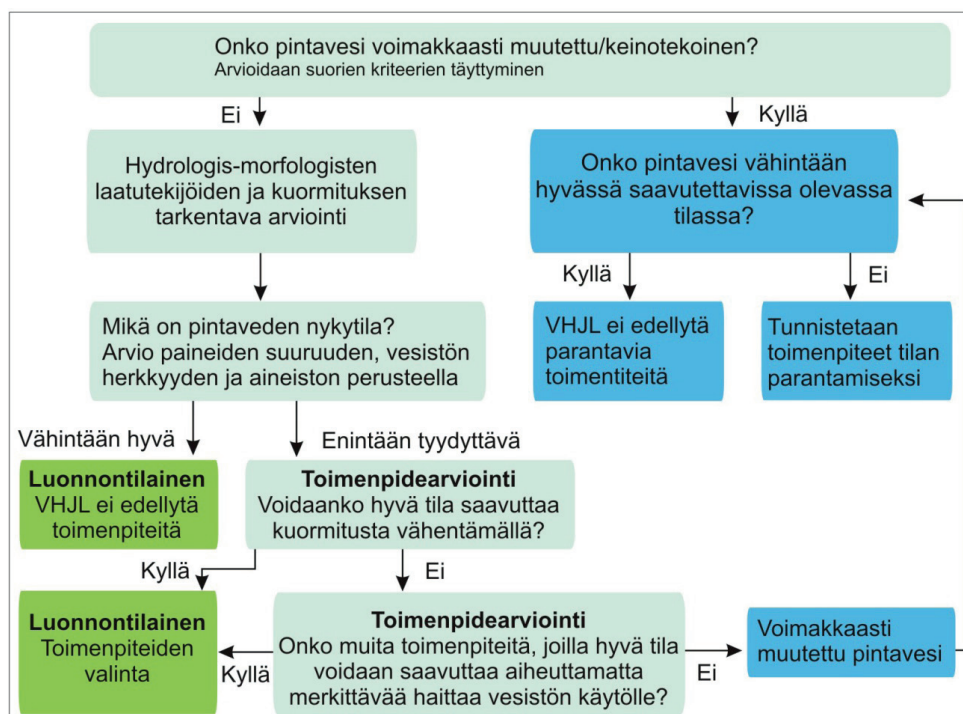 Onko pintavesi voimakkaasti muutettu/keinotekoinen?
Arvioidaan suorien kriteerien täyttyminen
Ei
Kyllä
Hydrologis-morfologisten
laatutekijöiden ja kuormituksen
tarkentava arviointi
Onko pintavesi vähintään
hyvässä saavutettavissa olevassa
tilassa?
Kyllä
Ei
Mikä on pintaveden nykytila?
Arvio paineiden suuruuden, vesistön
herkkyyden ja aineiston perusteella
VHJL ei edellytä
parantavia
toimentiteitä
Tunnistetaan
toimenpiteet tilan
parantamiseksi
Vähintään hyvä
Enintään tyydyttävä
Luonnontilainen
VHJL ei edellytä
toimenpiteitä
Toimenpidearviointi
Voidaanko hyvä tila saavuttaa
kuormitusta vähentämällä?
Kyllä
Ei
Luonnontilainen
Toimenpiteiden
valinta
Kyllä
Toimenpidearviointi
Onko muita toimenpiteitä, joilla hyvä tila
voidaan saavuttaa aiheuttamatta
merkittävää haittaa vesistön käytölle?
Ei
Voimakkaasti
muutettu pintavesi